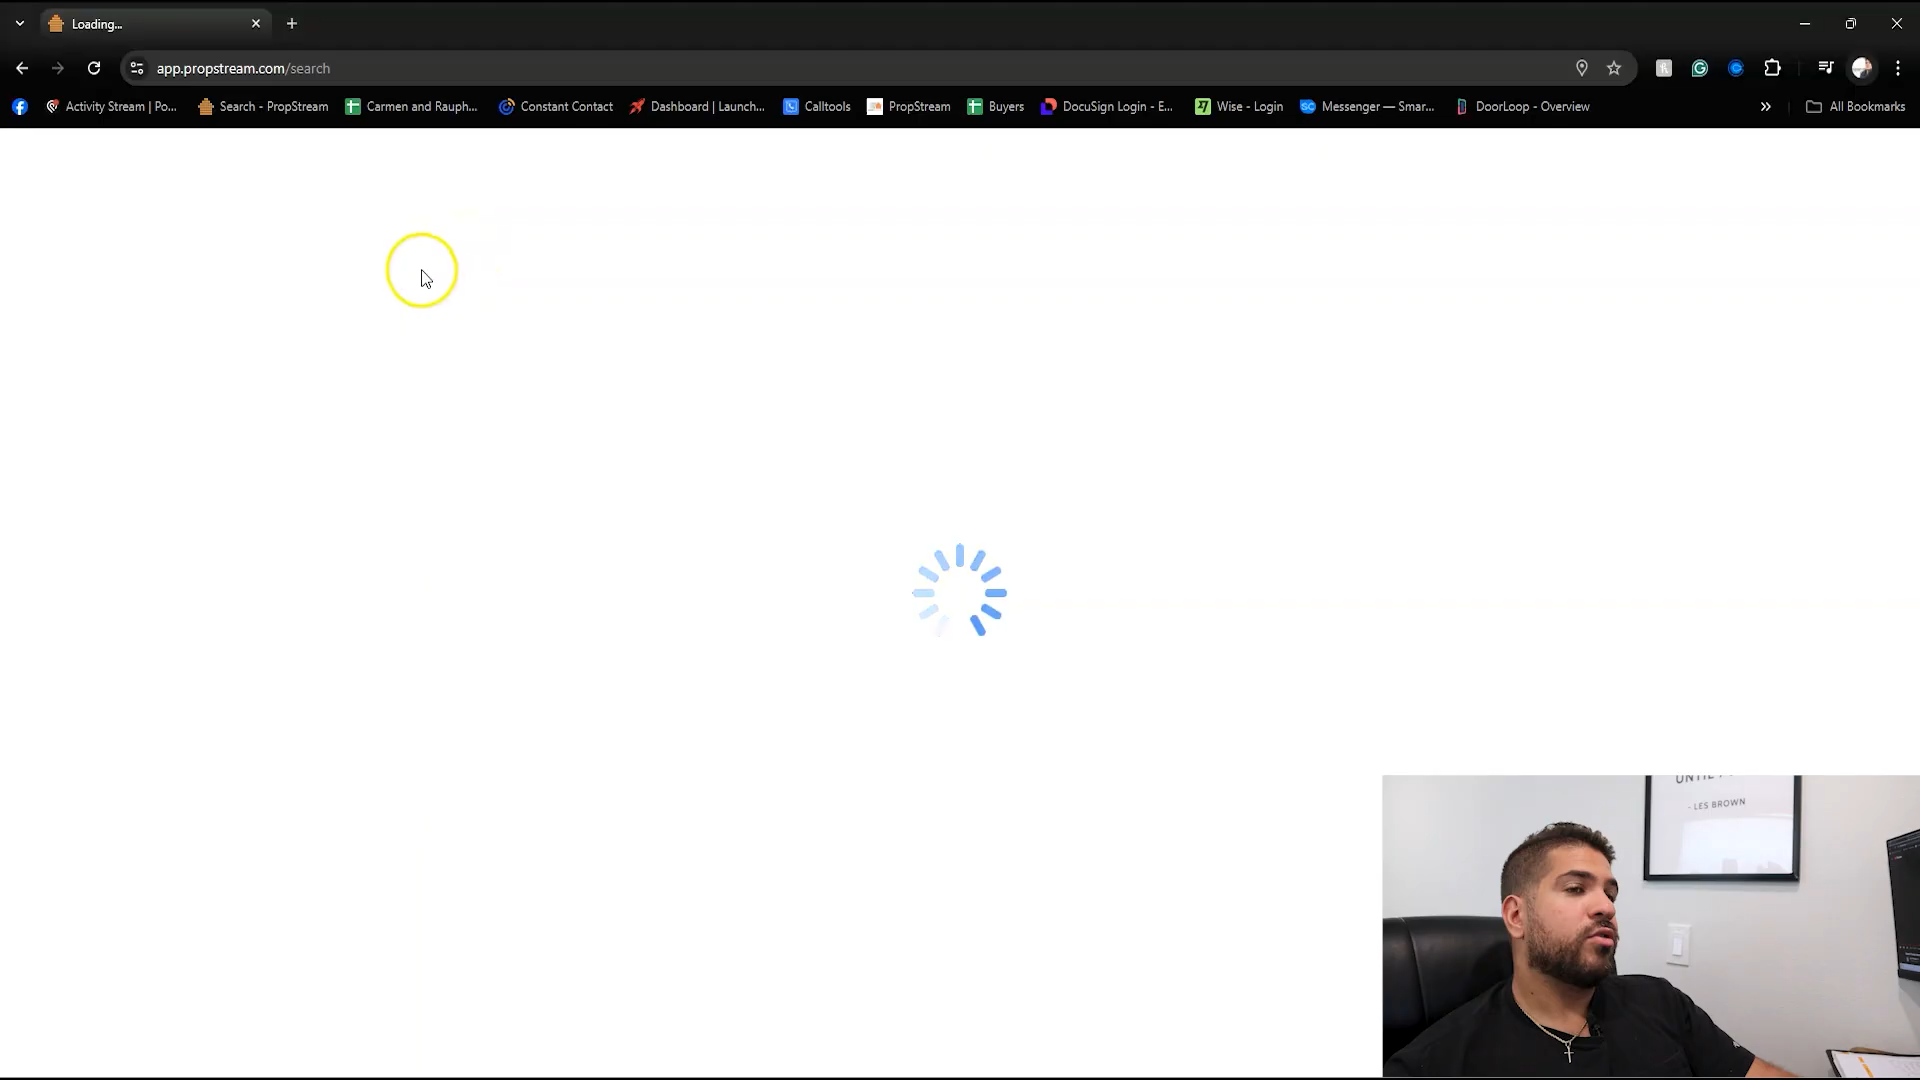 Loading...
app.propstream.com/search
Activity Stream | Po...
Search - PropStream
Carmen and Rauph...
Constant Contact
Dashboard | Launch...
Calltools
PropStream
Buyers
DocuSign Login - E...
Wise - Login
Messenger — Smar...
DoorLoop - Overview
All Bookmarks
- LES BROWN